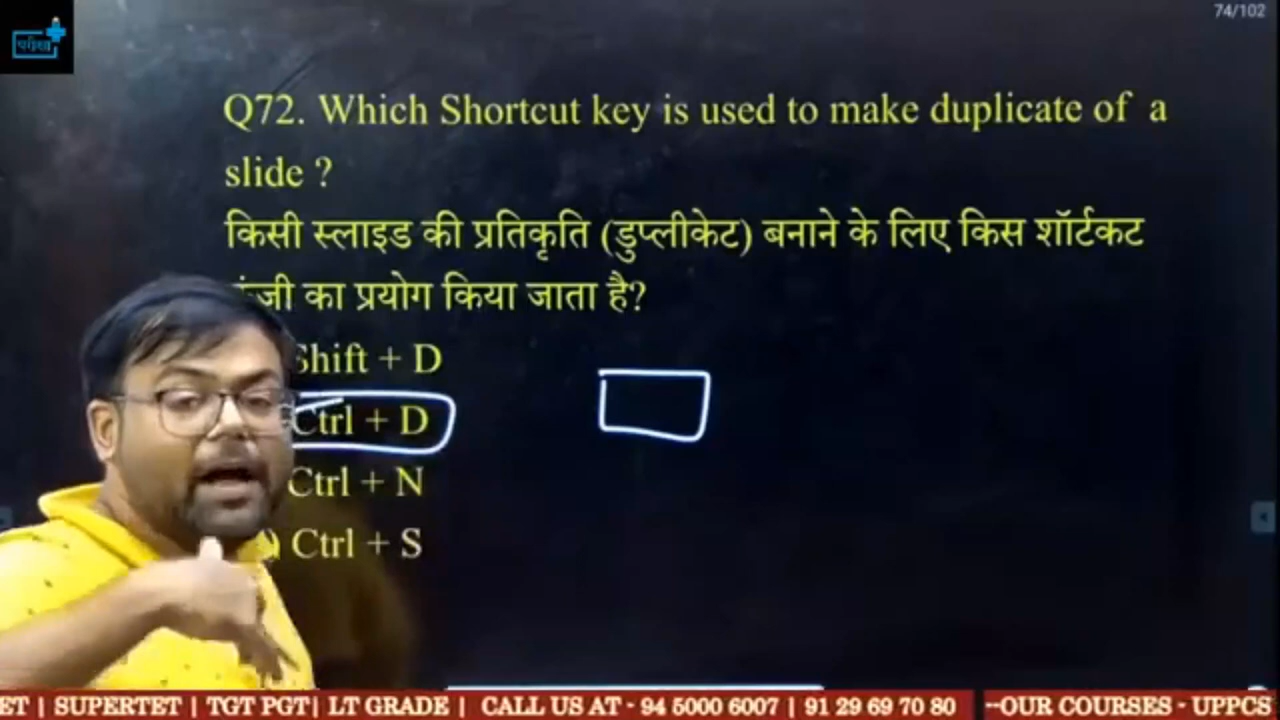 परीक्षा
74/102
Q72. Which Shortcut key is used to make duplicate of a
slide ?
किसी स्लाइड की प्रतिकृति (डुप्लीकेट) बनाने के लिए किस शॉर्टकट
का प्रयोग किया जाता है?
Shift + D
Ctrl + D
Ctrl + N
) Ctrl + S
ET | SUPERTET | TGT PGT| LT GRADE | CALL US AT - 94 5000 6007 | 91 29 69 70 80 --OUR COURSES - UPPCS